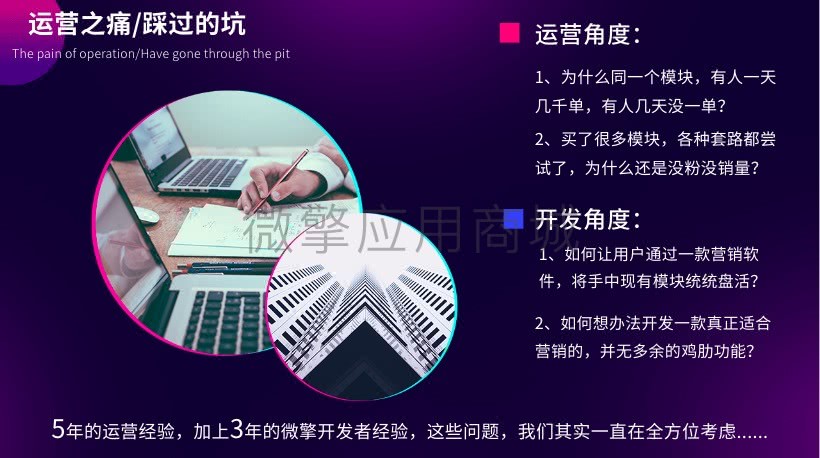 运营之痛/踩过的坑
The pain of operation/Have gone through the pit
运营角度：
1、为什么同一个模块，有人一天
几千单，有人几天没一单？
2、买了很多模块，各种套路都尝
试了，为什么还是没粉没销量？
微擎应用商城
开发角度：
1、如何让用户通过一款营销软
件，将手中现有模块统统盘活？
2、如何想办法开发一款真正适合
营销的，并无多余的鸡肋功能？
5年的运营经验，加上3年的微擎开发者经验，这些问题，我们其实一直在全方位考虑......